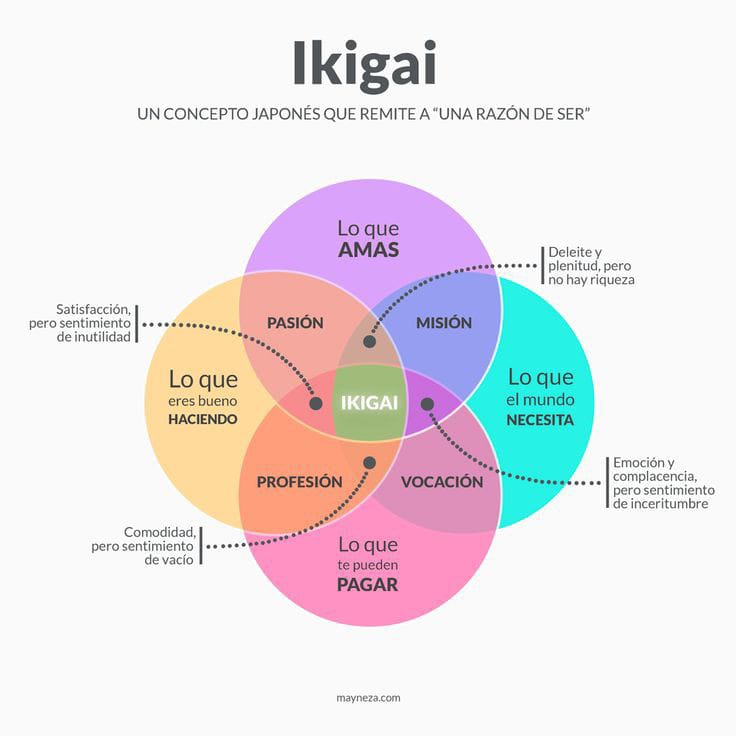 Ikigai
UN CONCEPTO JAPONÉS QUE REMITE A “UNA RAZÓN DE SER”
Lo que
AMAS
Deleite y
plenitud, pero
no hay riqueza
Satisfacción,
pero sentimiento
de inutilidad
PASIÓN
MISIÓN
Lo que
eres bueno
HACIENDO
IKIGAI
Lo que
el mundo
NECESITA
PROFESIÓN
VOCACIÓN
Emoción y
complacencia,
pero sentimiento
de inceritumbre
Comodidad,
pero sentimiento
de vacío
Lo que
te pueden
PAGAR
mayneza.com